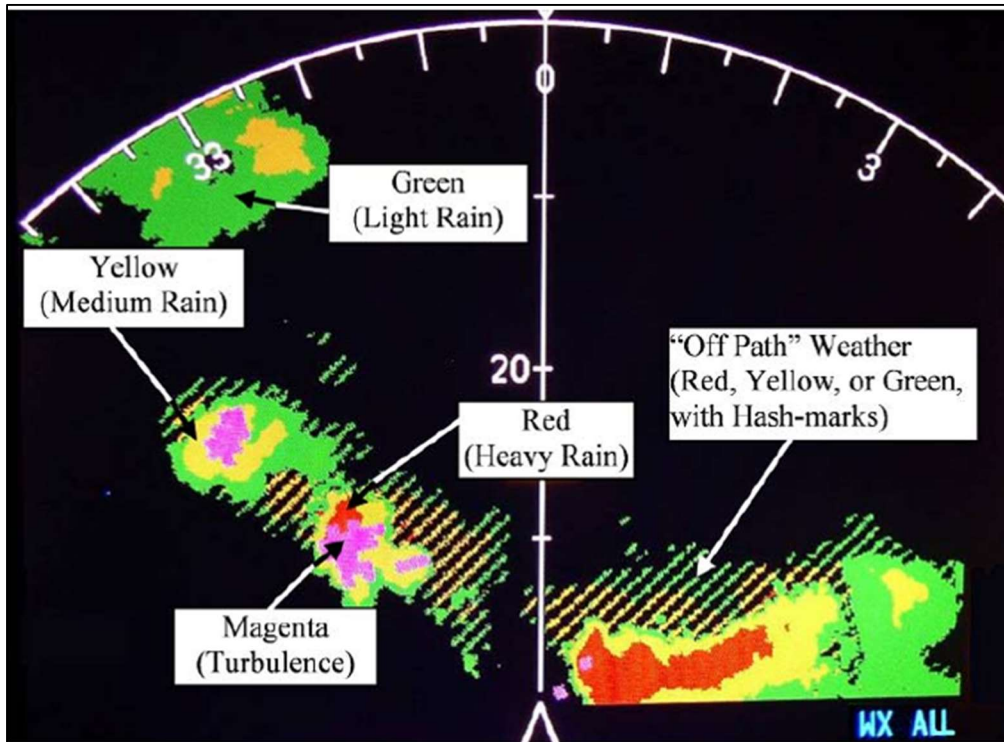 0
33
3
Green
(Light Rain)
Yellow
(Medium Rain)
20
"Off Path" Weather
(Red, Yellow, or Green,
with Hash-marks)
Red
(Heavy Rain)
Magenta
(Turbulence)
WX ALL